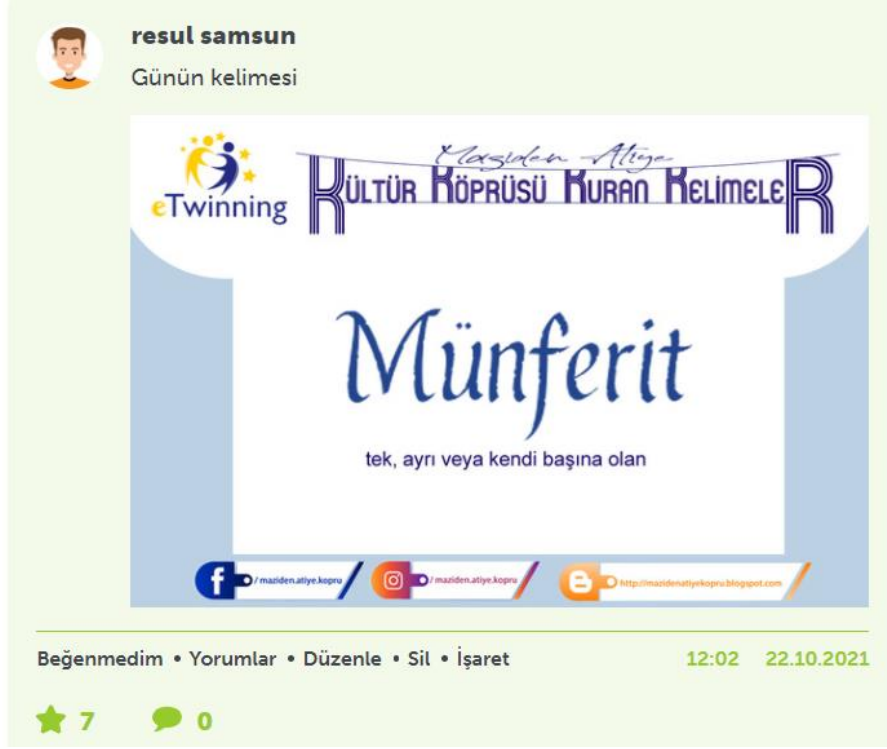 resul samsun
Günün kelimesi
eTwinning
Maziden Atiye
KÜLTÜR KÖPRÜSÜ KURAN KELİMELER
Münferit
tek, ayrı veya kendi başına olan
/ maziden.atiye.kopru
/ maziden.atiye.kopru
http://mazidenatiyekopru.blogspot.com
Beğenmedim • Yorumlar • Düzenle • Sil • İşaret
12:02 22.10.2021
7 0